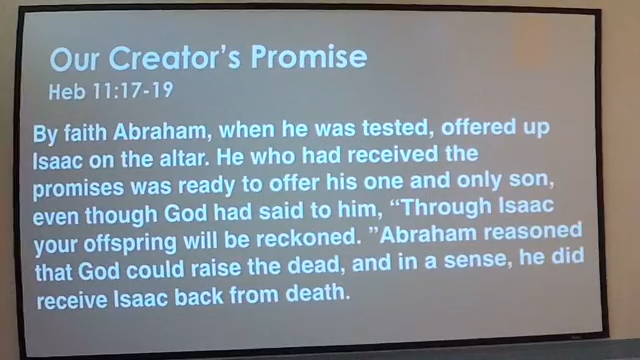 Our Creator's Promise
Heb 11:17-19
By faith Abraham, when he was tested, offered up
Isaac on the altar. He who had received the
promises was ready to offer his one and only son,
even though God had said to him, “Through Isaac
your offspring will be reckoned. ”Abraham reasoned
that God could raise the dead, and in a sense, he did
receive Isaac back from death.